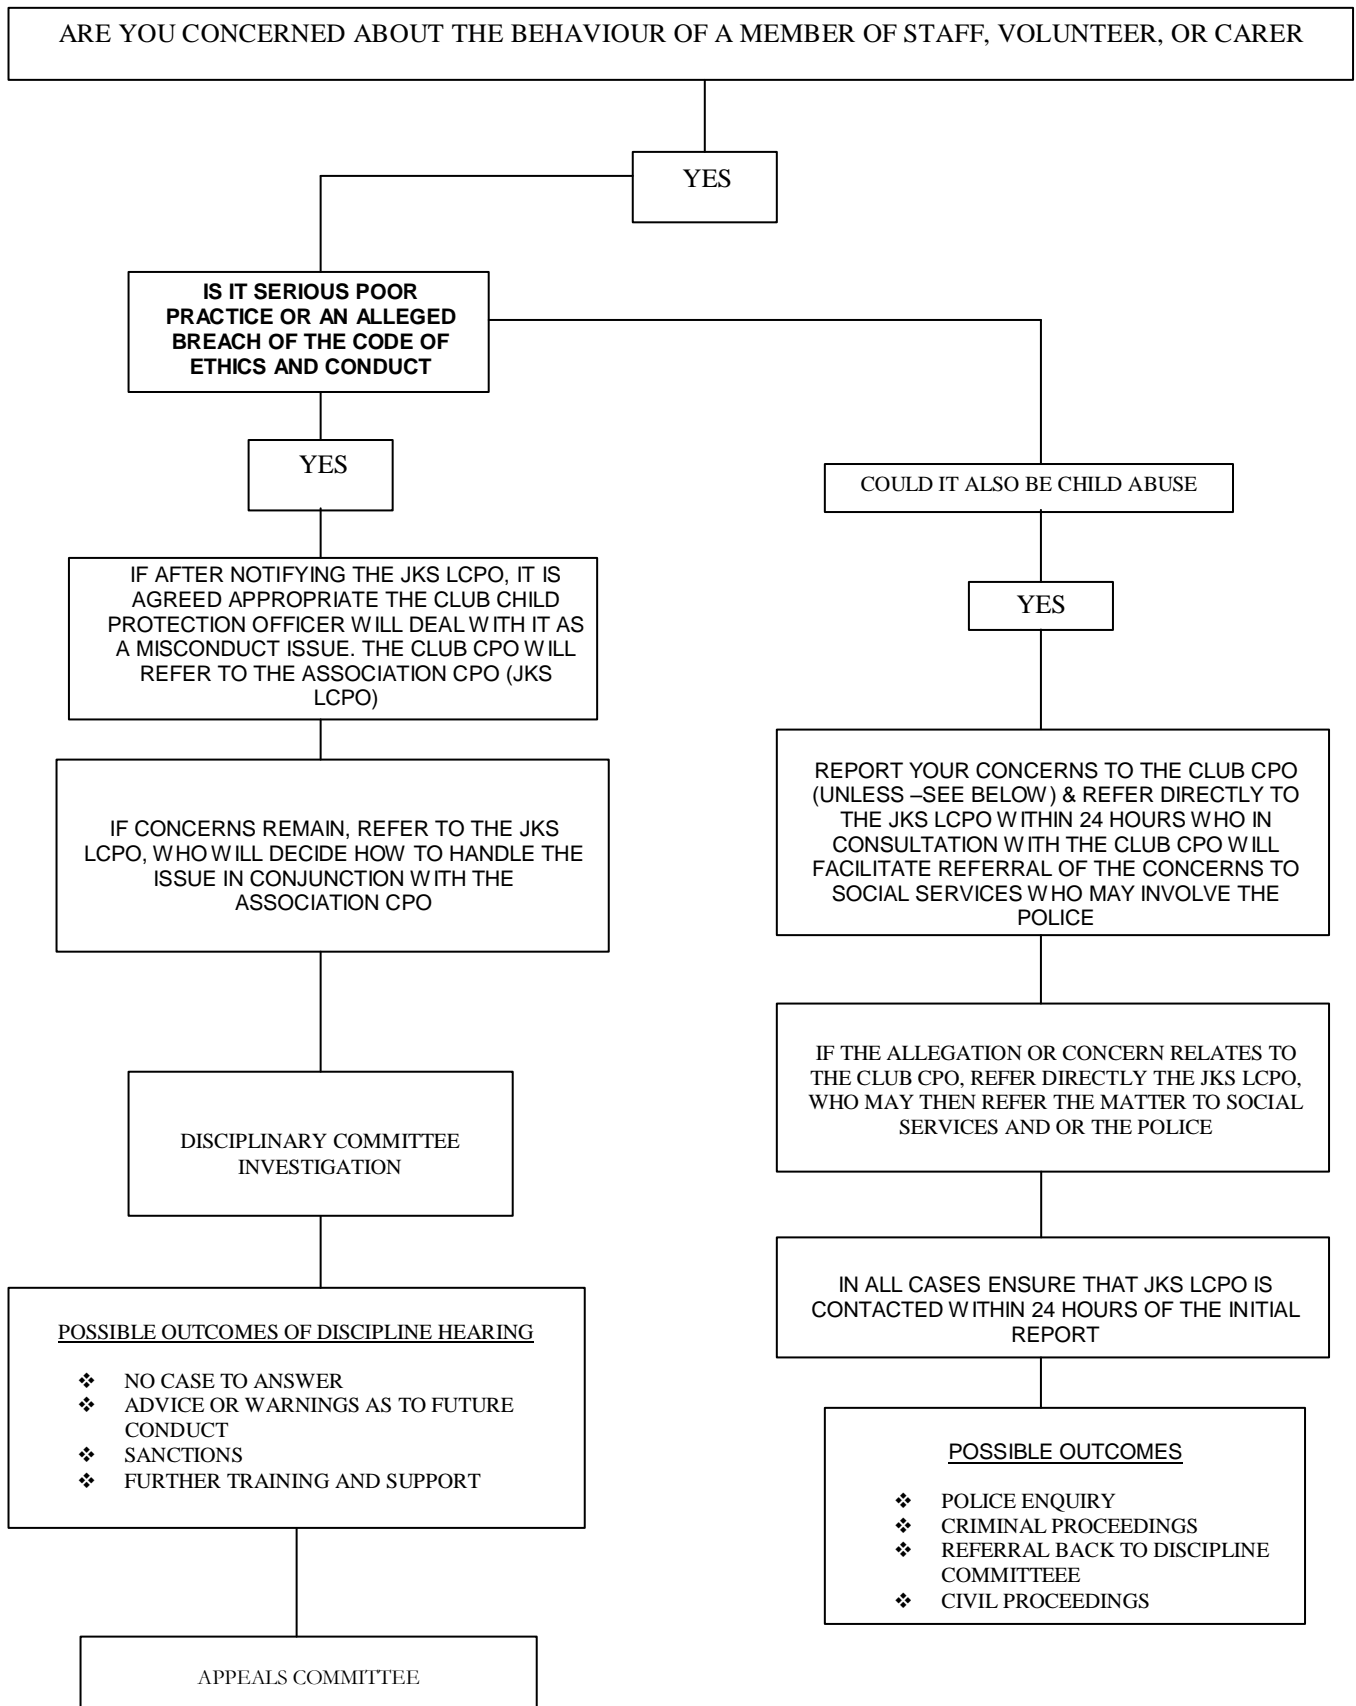 ARE YOU CONCERNED ABOUT THE BEHAVIOUR OF A MEMBER OF STAFF, VOLUNTEER, OR CARER
YES
IS IT SERIOUS POOR
PRACTICE OR AN ALLEGED
BREACH OF THE CODE OF
ETHICS AND CONDUCT
YES
IF AFTER NOTIFYING THE JKS LCPO, IT IS
AGREED APPROPRIATE THE CLUB CHILD
PROTECTION OFFICER WILL DEAL WITH IT AS
A MISCONDUCT ISSUE. THE CLUB CPO WILL
REFER TO THE ASSOCIATION CPO (JKS
LCPO)
IF CONCERNS REMAIN, REFER TO THE JKS
LCPO, WHO WILL DECIDE HOW TO HANDLE THE
ISSUE IN CONJUNCTION WITH THE
ASSOCIATION CPO
DISCIPLINARY COMMITTEE
INVESTIGATION
POSSIBLE OUTCOMES OF DISCIPLINE HEARING
❖ NO CASE TO ANSWER
❖ ADVICE OR WARNINGS AS TO FUTURE
CONDUCT
❖ SANCTIONS
❖ FURTHER TRAINING AND SUPPORT
APPEALS COMMITTEE
COULD IT ALSO BE CHILD ABUSE
YES
REPORT YOUR CONCERNS TO THE CLUB CPO
(UNLESS –SEE BELOW) & REFER DIRECTLY TO
THE JKS LCPO WITHIN 24 HOURS WHO IN
CONSULTATION WITH THE CLUB CPO WILL
FACILITATE REFERRAL OF THE CONCERNS TO
SOCIAL SERVICES WHO MAY INVOLVE THE
POLICE
IF THE ALLEGATION OR CONCERN RELATES TO
THE CLUB CPO, REFER DIRECTLY THE JKS LCPO,
WHO MAY THEN REFER THE MATTER TO SOCIAL
SERVICES AND OR THE POLICE
IN ALL CASES ENSURE THAT JKS LCPO IS
CONTACTED WITHIN 24 HOURS OF THE INITIAL
REPORT
POSSIBLE OUTCOMES
❖ POLICE ENQUIRY
❖ CRIMINAL PROCEEDINGS
❖ REFERRAL BACK TO DISCIPLINE
COMMITTEEE
❖ CIVIL PROCEEDINGS